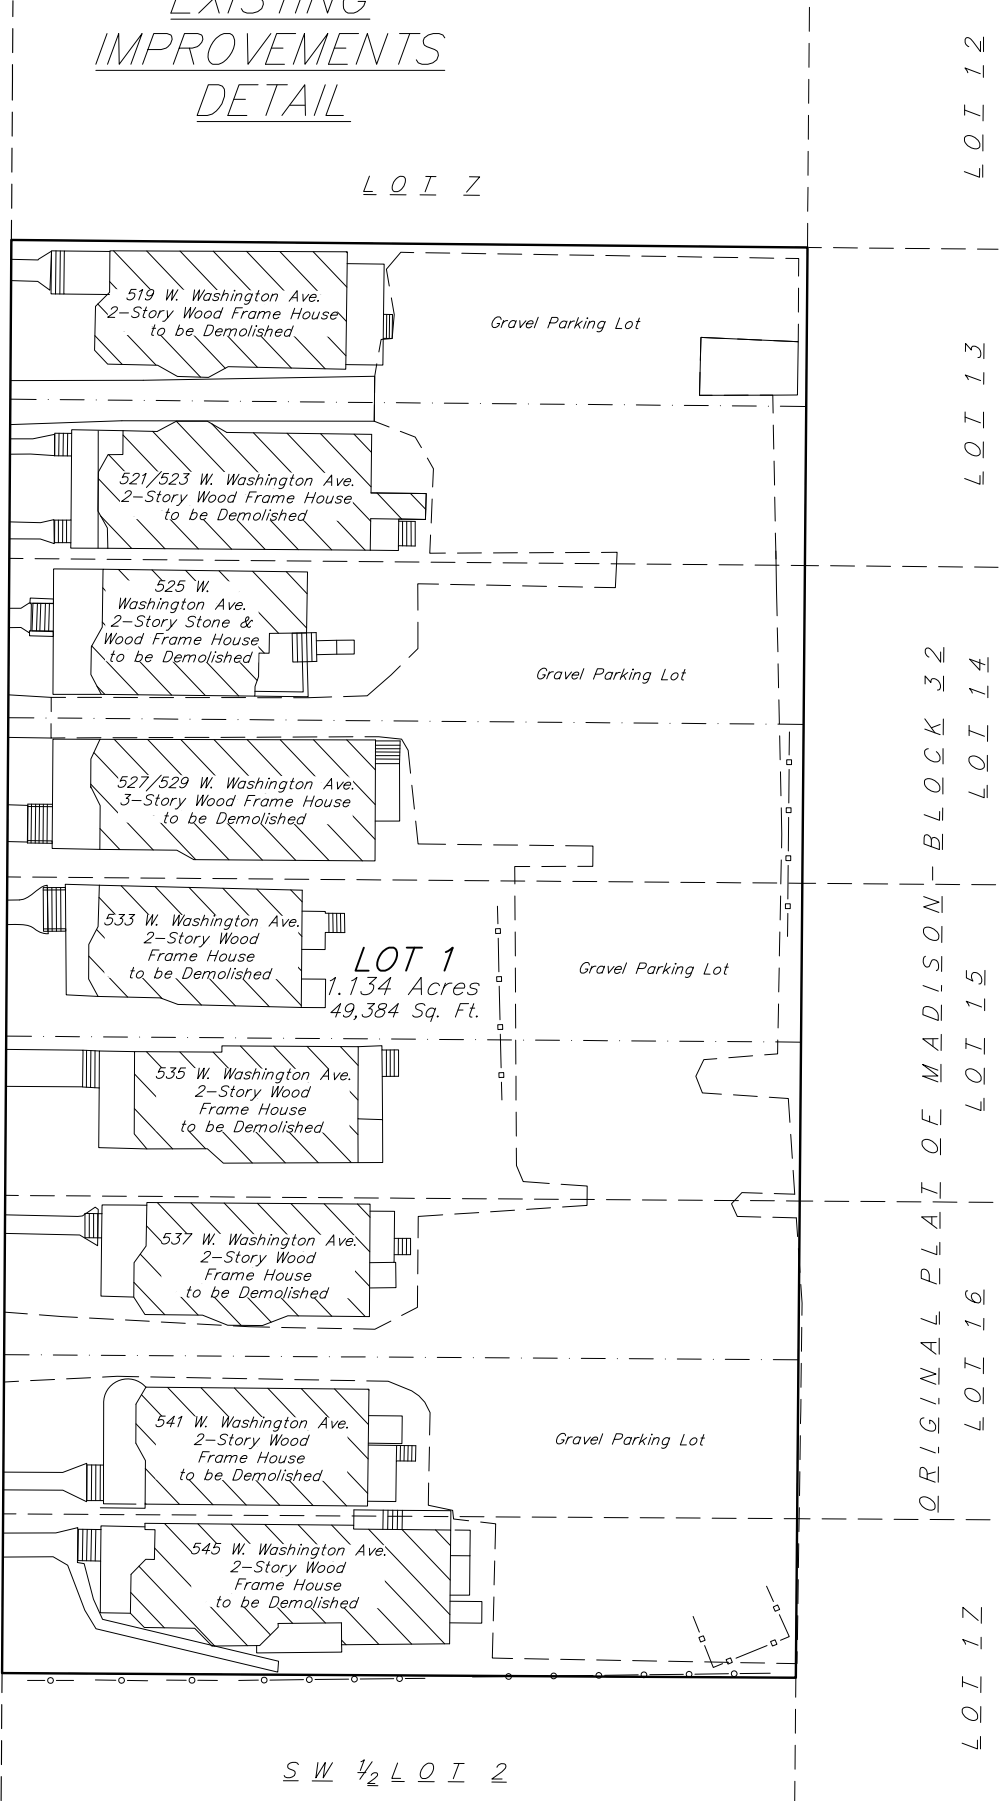 EXISTING
IMPROVEMENTS
DETAIL
LOT 7
LOT 12
519 W. Washington Ave.
2-Story Wood Frame House
to be Demolished
Gravel Parking Lot
LOT 13
521/523 W. Washington Ave.
2-Story Wood Frame House
to be Demolished
525 W.
Washington Ave.
2-Story Stone &
Wood Frame House
to be Demolished
Gravel Parking Lot
LOT 14
527/529 W. Washington Ave.
3-Story Wood Frame House
to be Demolished
533 W. Washington Ave.
2-Story Wood
Frame House
to be Demolished
LOT 1
1.134 Acres
49,384 Sq. Ft.
Gravel Parking Lot
LOT 15
ORIGINAL PLAT OF MADISON-BLOCK 32
535 W. Washington Ave.
2-Story Wood
Frame House
to be Demolished
537 W. Washington Ave.
2-Story Wood
Frame House
to be Demolished
LOT 16
541 W. Washington Ave.
2-Story Wood
Frame House
to be Demolished
Gravel Parking Lot
545 W. Washington Ave.
2-Story Wood
Frame House
to be Demolished
LOT 17
SW ½ LOT 2